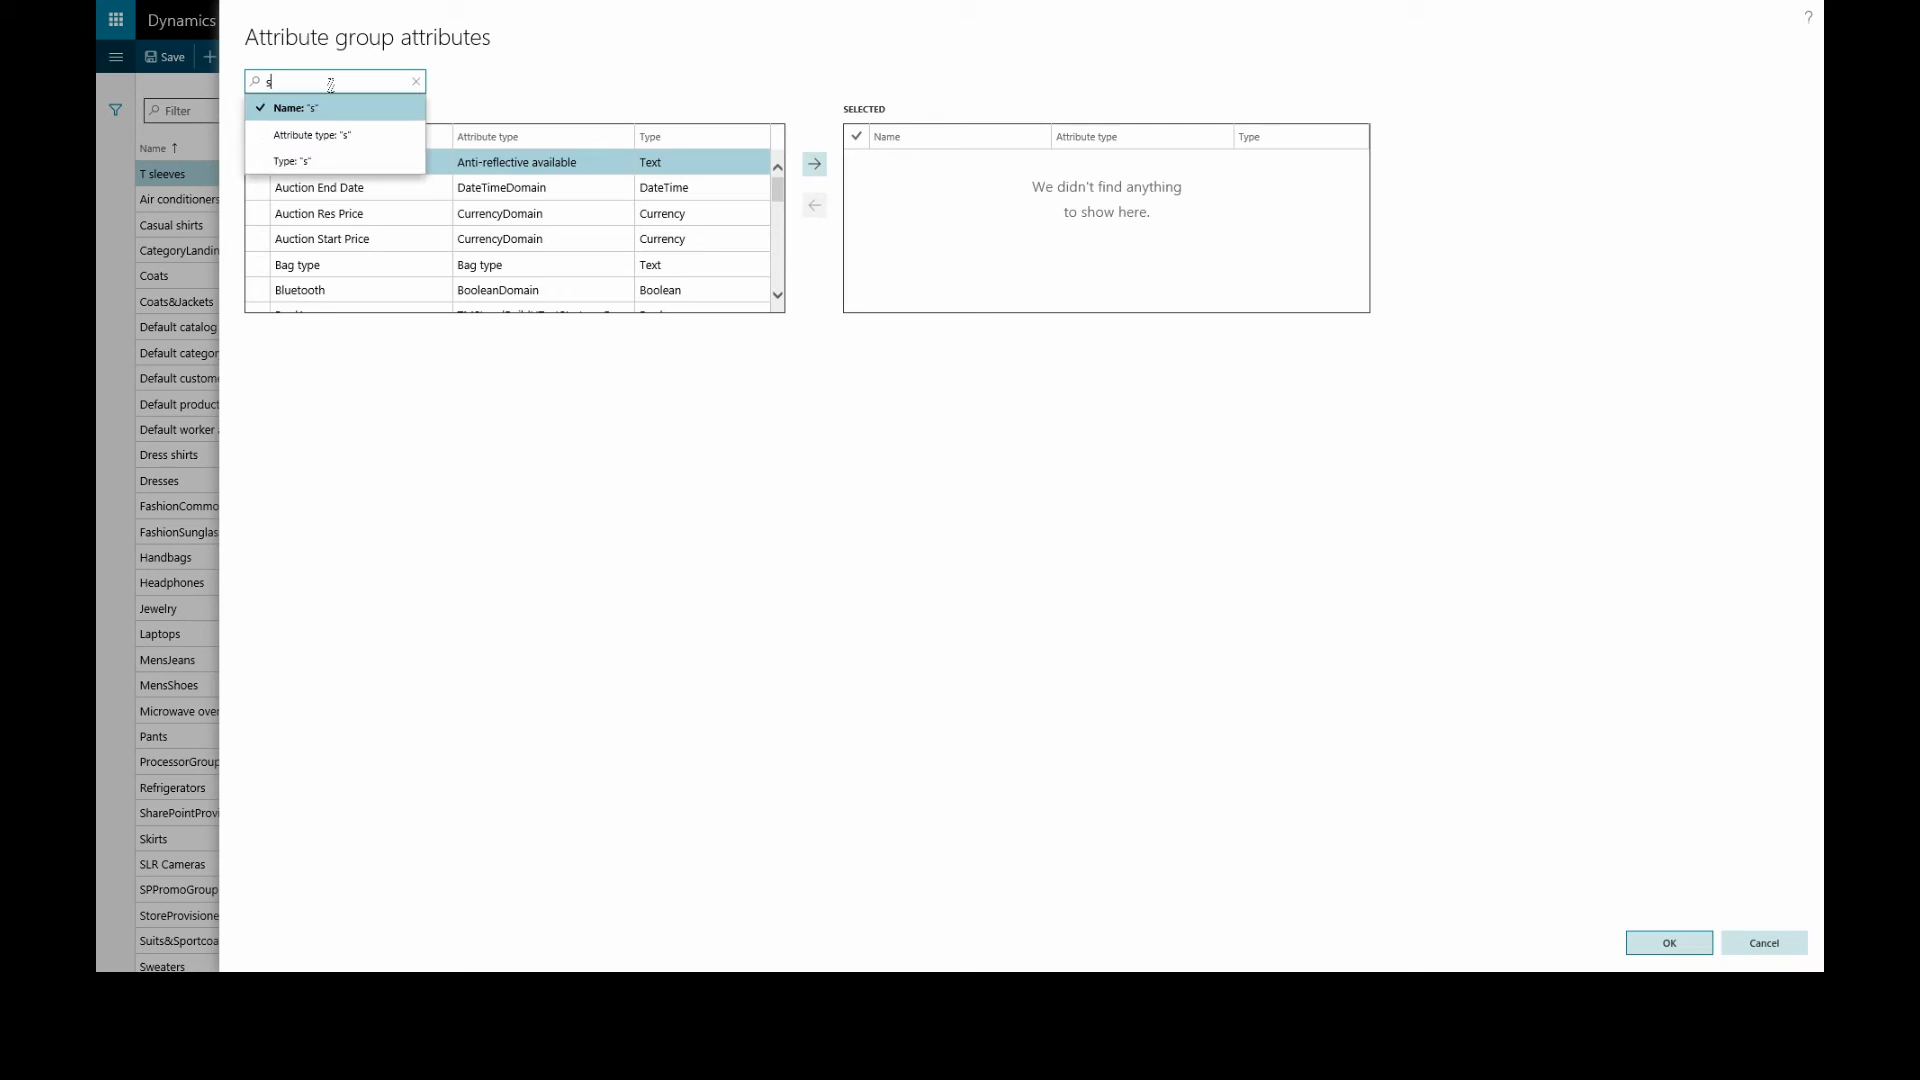 Dynamics
Attribute group attributes
?
Save
s
Filter
Name: "s"
Attribute type: "s"
Type: "s"
Name ↑
Attribute type
Type
Anti-reflective available
Text
Auction End Date
DateTimeDomain
DateTime
Auction Res Price
CurrencyDomain
Currency
Auction Start Price
CurrencyDomain
Currency
Bag type
Bag type
Text
Bluetooth
BooleanDomain
Boolean
SELECTED
Name
Attribute type
Type
We didn't find anything
to show here.
T sleeves
Air conditioners
Casual shirts
CategoryLandin
Coats
Coats&Jackets
Default catalog
Default categor
Default custome
Default product
Default worker
Dress shirts
Dresses
FashionCommo
FashionSunglas
Handbags
Headphones
Jewelry
Laptops
MensJeans
MensShoes
Microwave over
Pants
ProcessorGroup
Refrigerators
SharePointProvi
Skirts
SLR Cameras
SPPromoGroup
StoreProvisione
Suits&Sportcoa
Sweaters
OK
Cancel